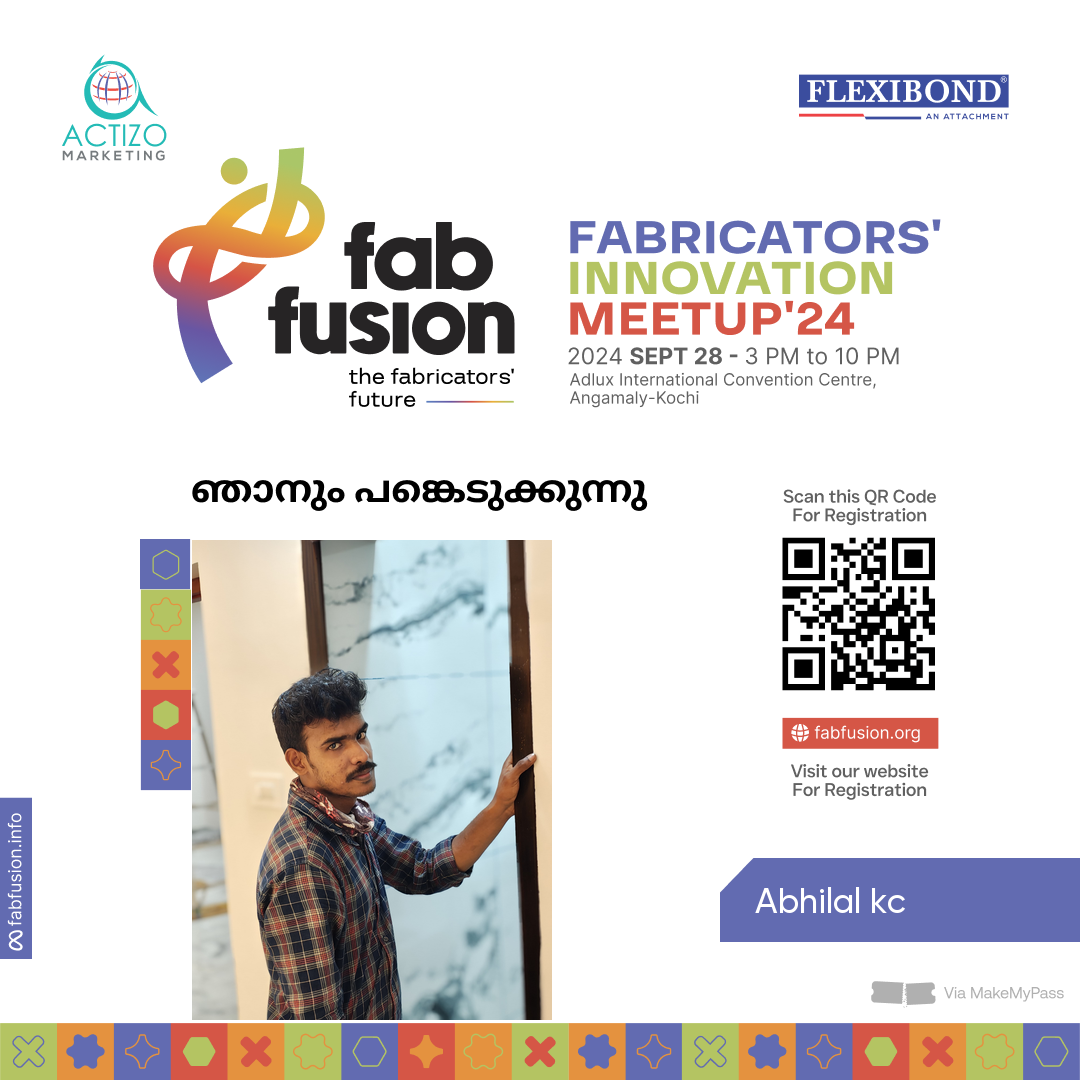 ACTIZO
MARKETING
FLEXIBOND®
AN ATTACHMENT
fab
fusion
the fabricators'
future
FABRICATORS'
INNOVATION
MEETUP'24
2024 SEPT 28 - 3 PM to 10 PM
Adlux International Convention Centre,
Angamaly-Kochi
ഞാനും പങ്കെടുക്കുന്നു
Scan this QR Code
For Registration
fabfusion.org
Visit our website
For Registration
fabfusion.info
Abhilal kc
Via MakeMyPass